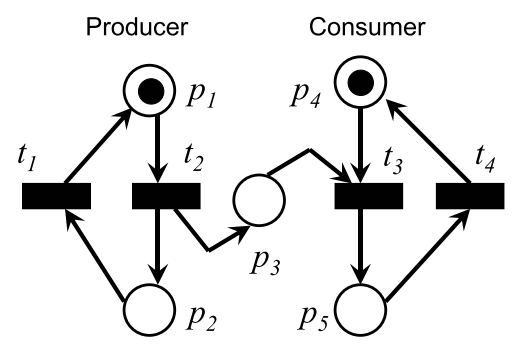 Producer Consumer
p1 p4
t1 t2 t3 t4
p3
p2 p5